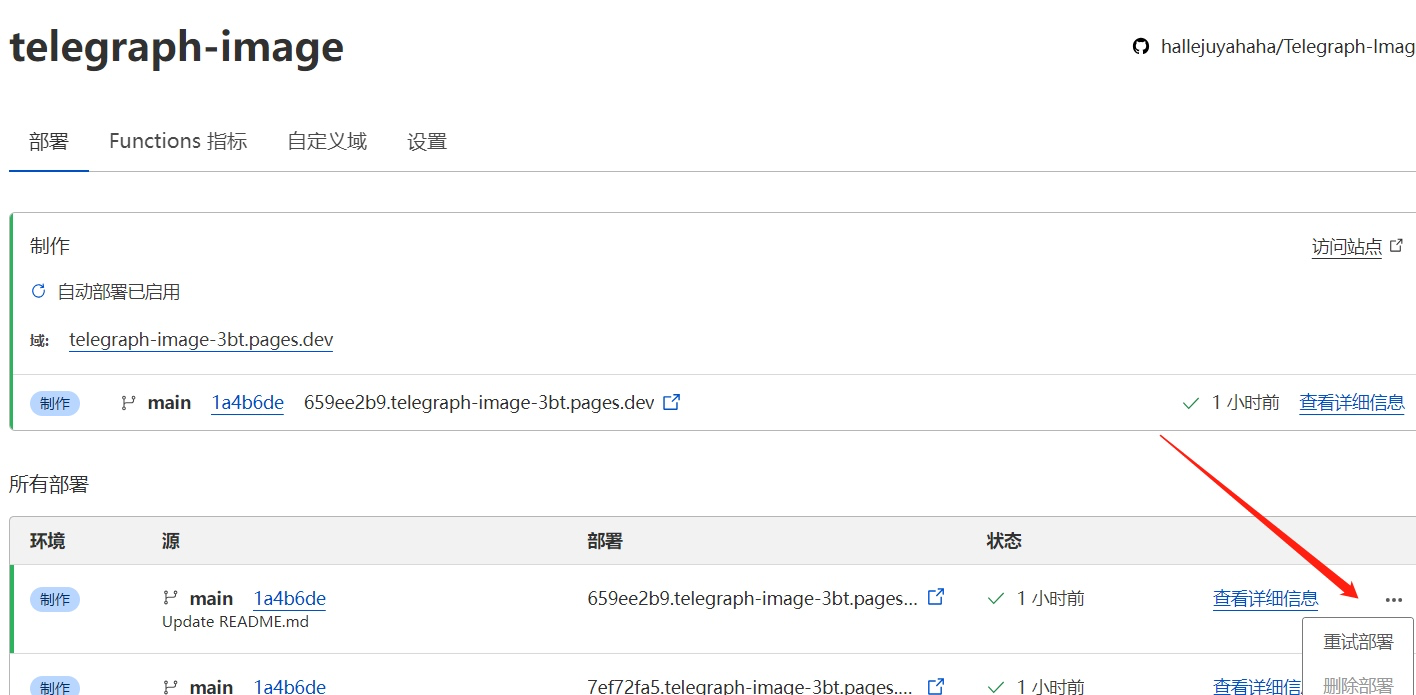 telegraph-image
hallejuyahaha/Telegraph-Imag
部署 Functions 指标 自定义域 设置
制作
访问站点
自动部署已启用
域: telegraph-image-3bt.pages.dev
制作 main 1a4b6de 659ee2b9.telegraph-image-3bt.pages.dev 1 小时前 查看详细信息
所有部署
环境 源 部署 状态
制作 main 1a4b6de 659ee2b9.telegraph-image-3bt.pages... 1 小时前 查看详细信息 ...
Update README.md
重试部署
制作 main 1a4b6de 7ef72fa5.telegraph-image-3bt.pages.... 1 小时前 查看详细信息 删除部署